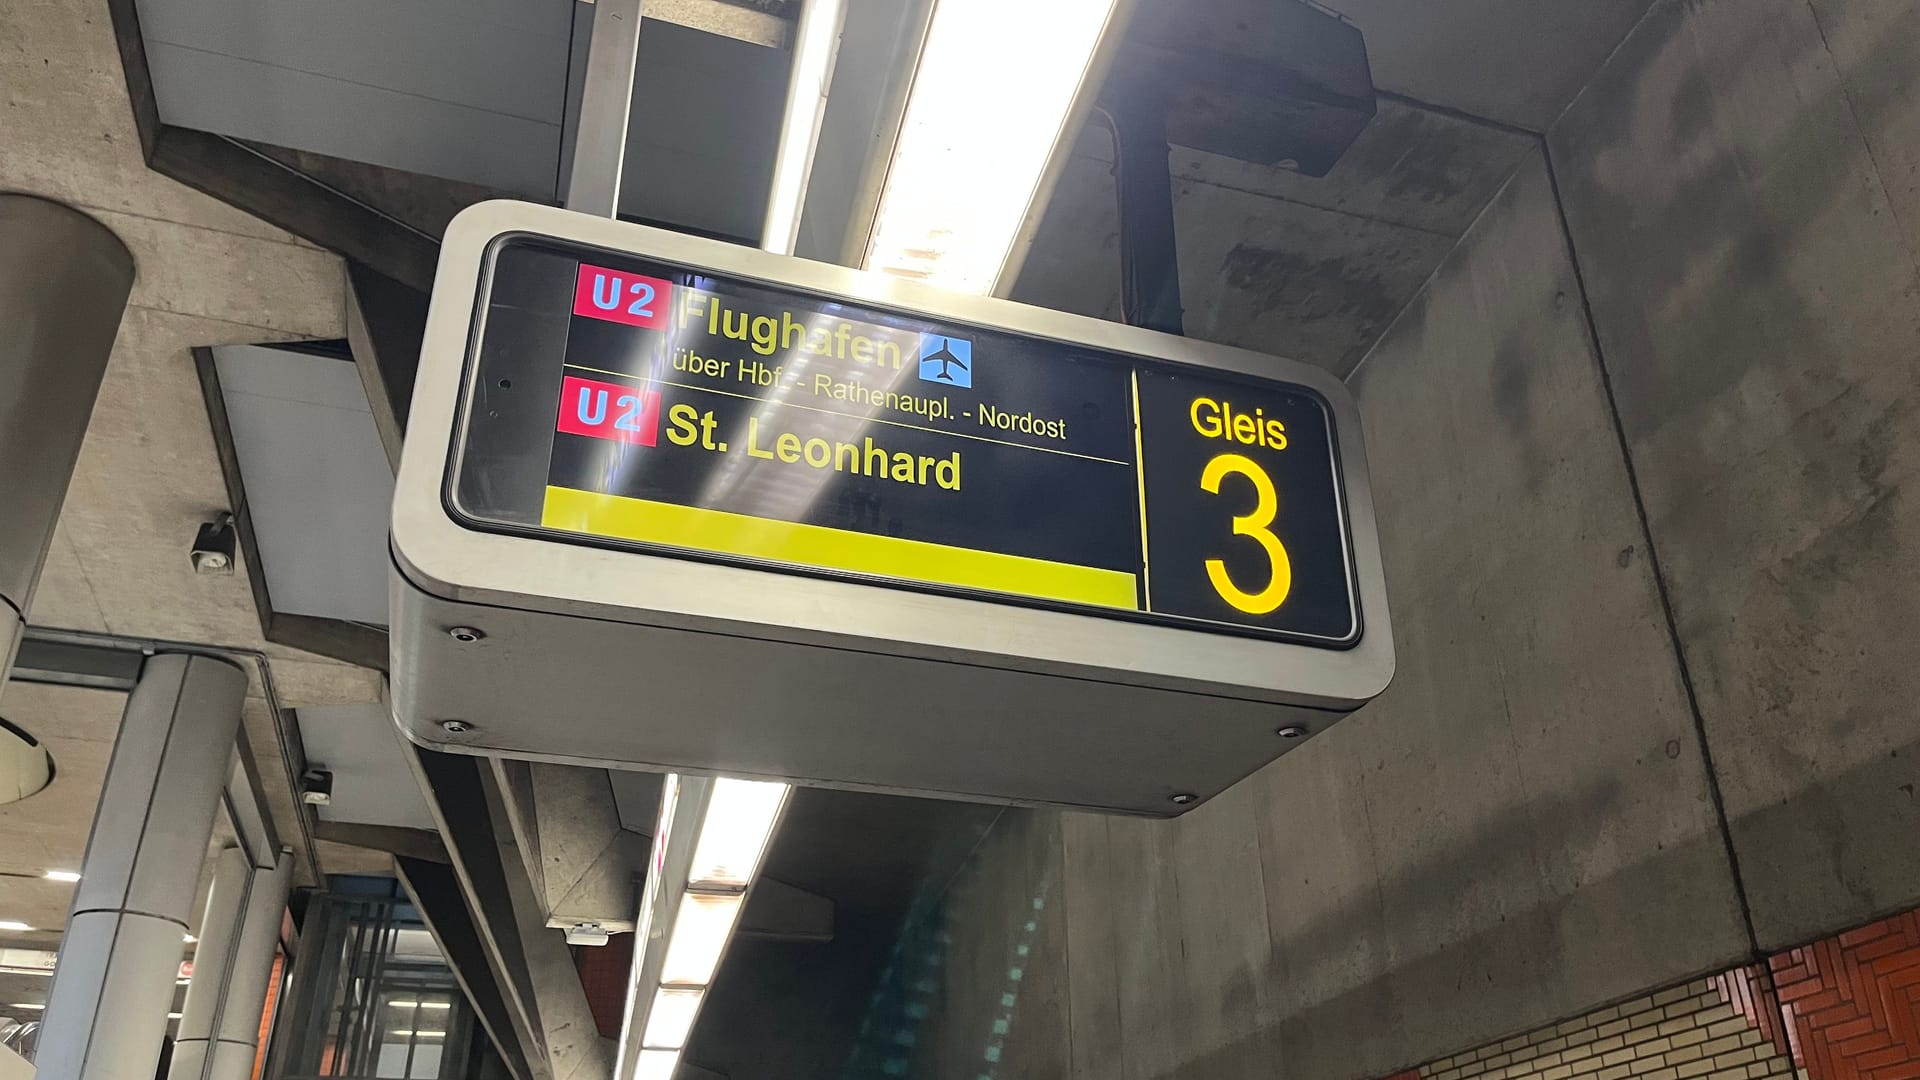 U2 Flughafen
über Hbf. - Rathenaupl. - Nordost
U2 St. Leonhard
Gleis
3